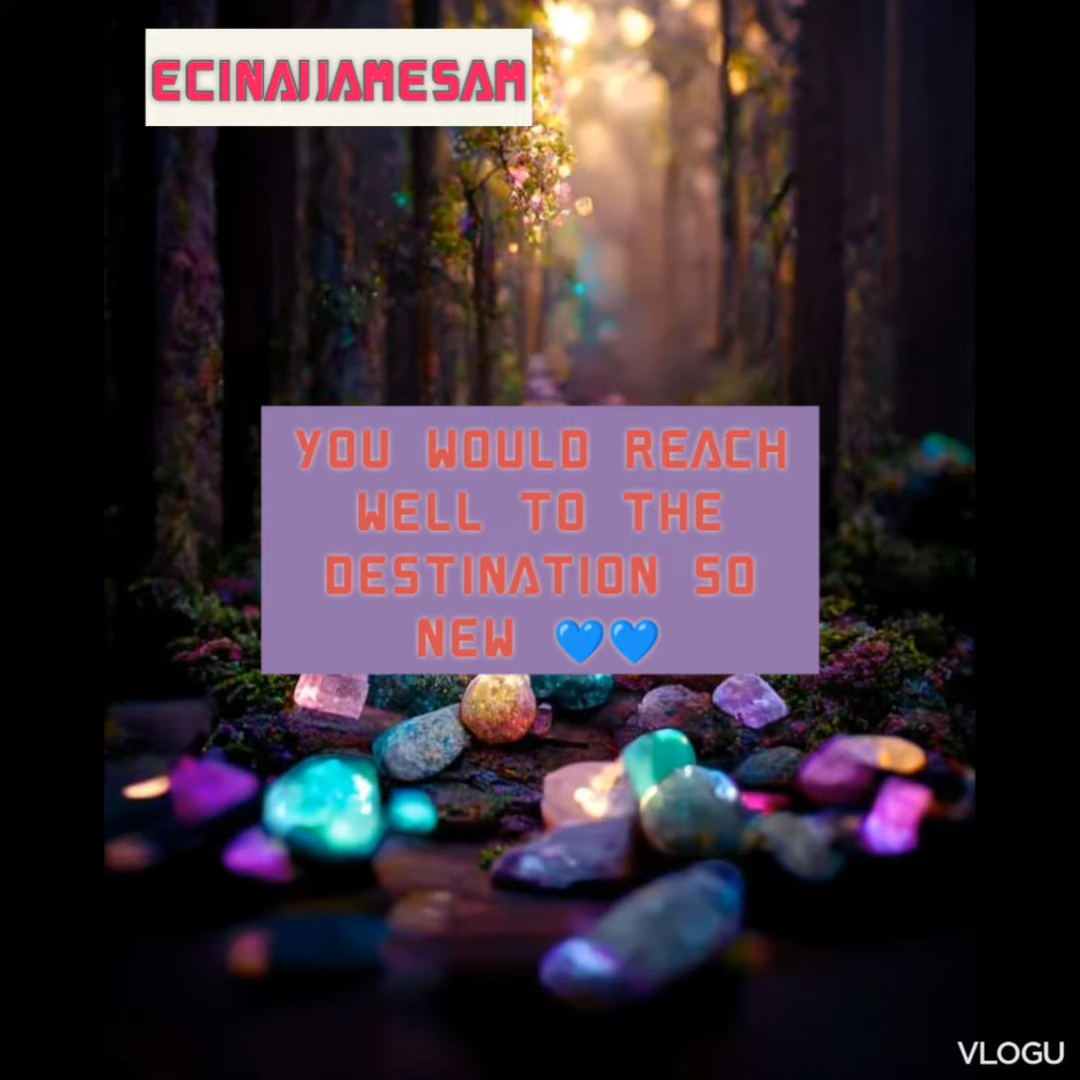 ECINAIJAMESAM
YOU WOULD REACH
WELL TO THE
DESTINATION SO
NEW 💙💙
VLOGU